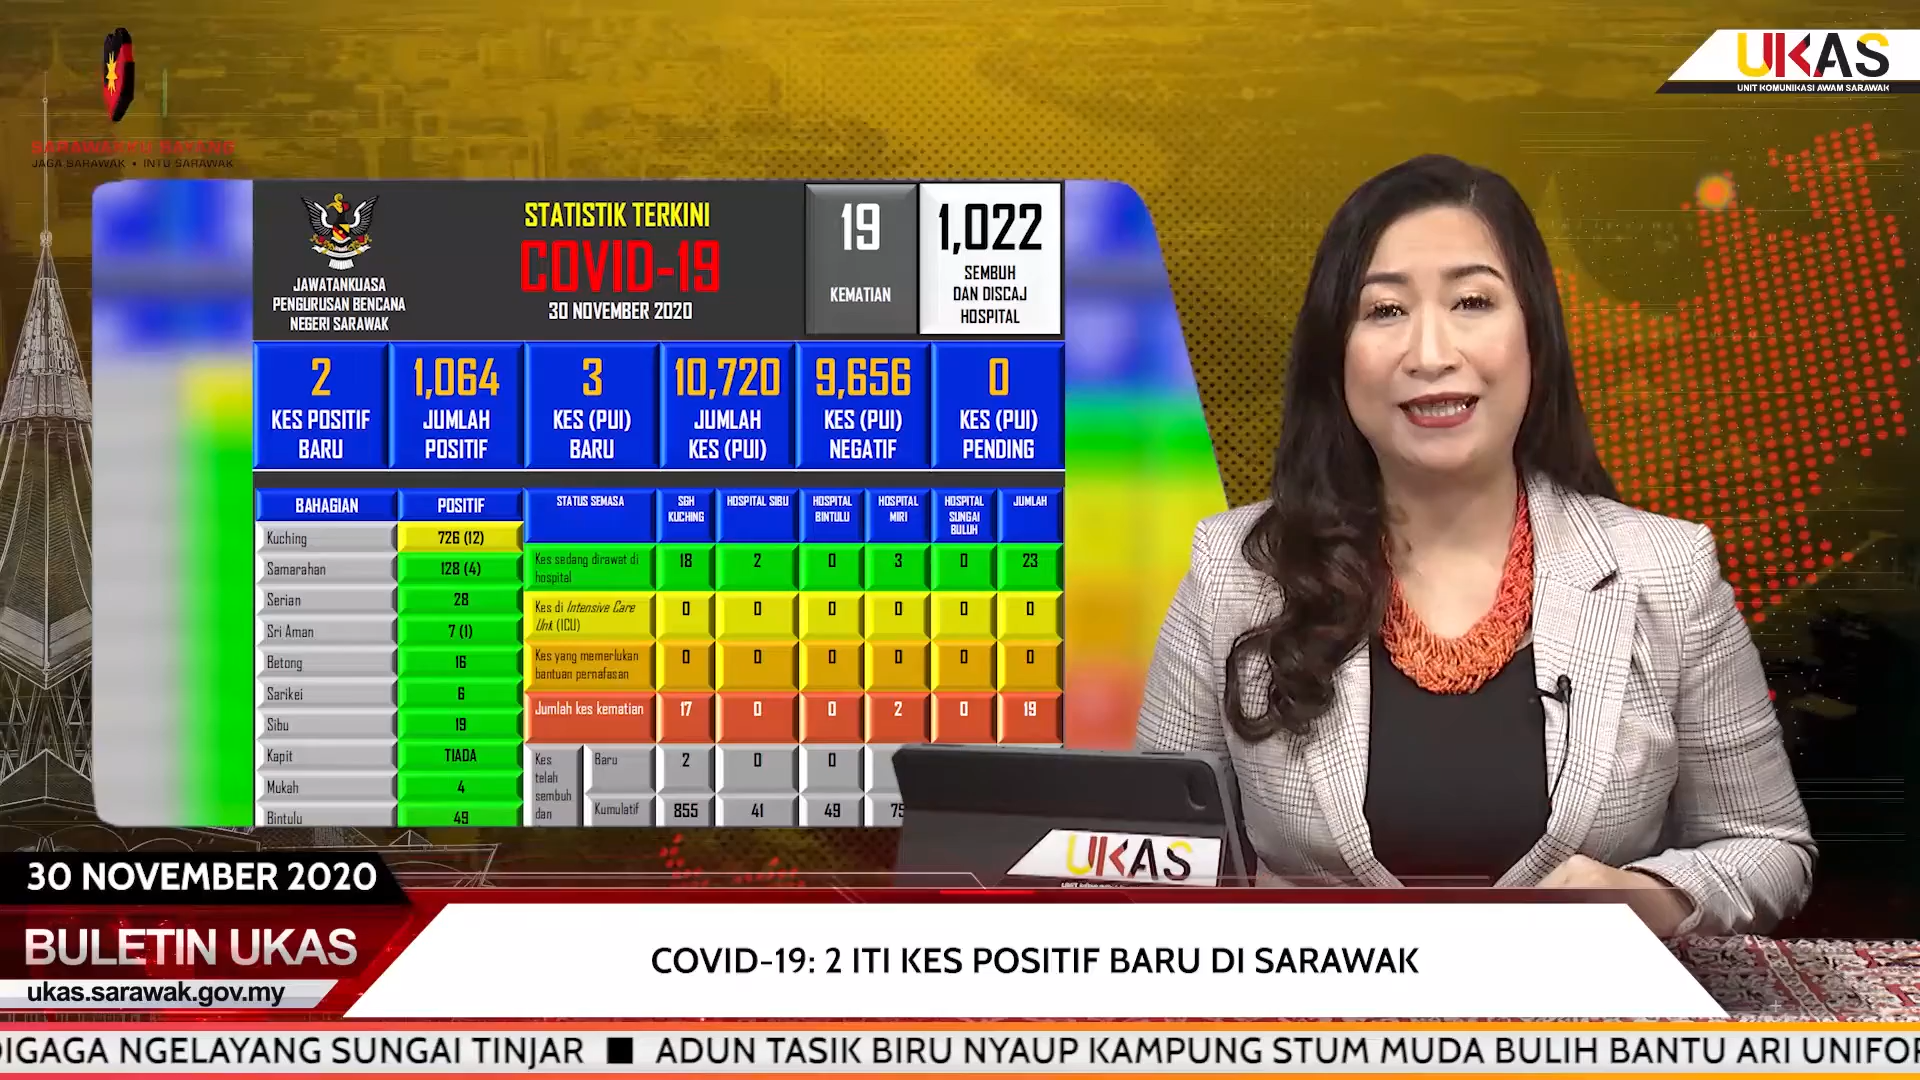 UKAS
UNIT KOMUNIKASI AWAM SARAWAK
SARAWAKKU SAYANG
JAGA SARAWAK • INTU SARAWAK
JAWATANKUASA
PENGURUSAN BENCANA
NEGERI SARAWAK
STATISTIK TERKINI
COVID-19
30 NOVEMBER 2020
19
KEMATIAN
1,022
SEMBUH
DAN DISCAJ
HOSPITAL
2
KES POSITIF
BARU
1,064
JUMLAH
POSITIF
3
KES (PUI)
BARU
10,720
JUMLAH
KES (PUI)
9,656
KES (PUI)
NEGATIF
0
KES (PUI)
PENDING
BAHAGIAN POSITIF
Kuching 726 (12)
Samarahan 128 (4)
Serian 28
Sri Aman 7 (1)
Betong 16
Sarikei 6
Sibu 19
Kapit TIADA
Mukah 4
Bintulu 49
STATUS SEMASA
SGH
KUCHING
HOSPITAL SIBU
HOSPITAL
BINTULU
HOSPITAL
MIRI
HOSPITAL
SUNGAI
BULUH
JUMLAH
Kes sedang dirawat di
hospital
18 2 0 3 0 23
Kes di Intensive Care
Unit (ICU)
0 0 0 0 0 0
Kes yang memerlukan
bantuan pernafasan
0 0 0 0 0 0
Jumlah kes kematian 17 0 0 2 0 19
Kes
telah
sembuh
dan
Baru 2 0 0
Kumulatif 855 41 49 75
UKAS
30 NOVEMBER 2020
BULETIN UKAS
ukas.sarawak.gov.my
COVID-19: 2 ITI KES POSITIF BARU DI SARAWAK
DIGAGA NGELAYANG SUNGAI TINJAR ■ ADUN TASIK BIRU NYAUP KAMPUNG STUM MUDA BULIH BANTU ARI UNIFOR